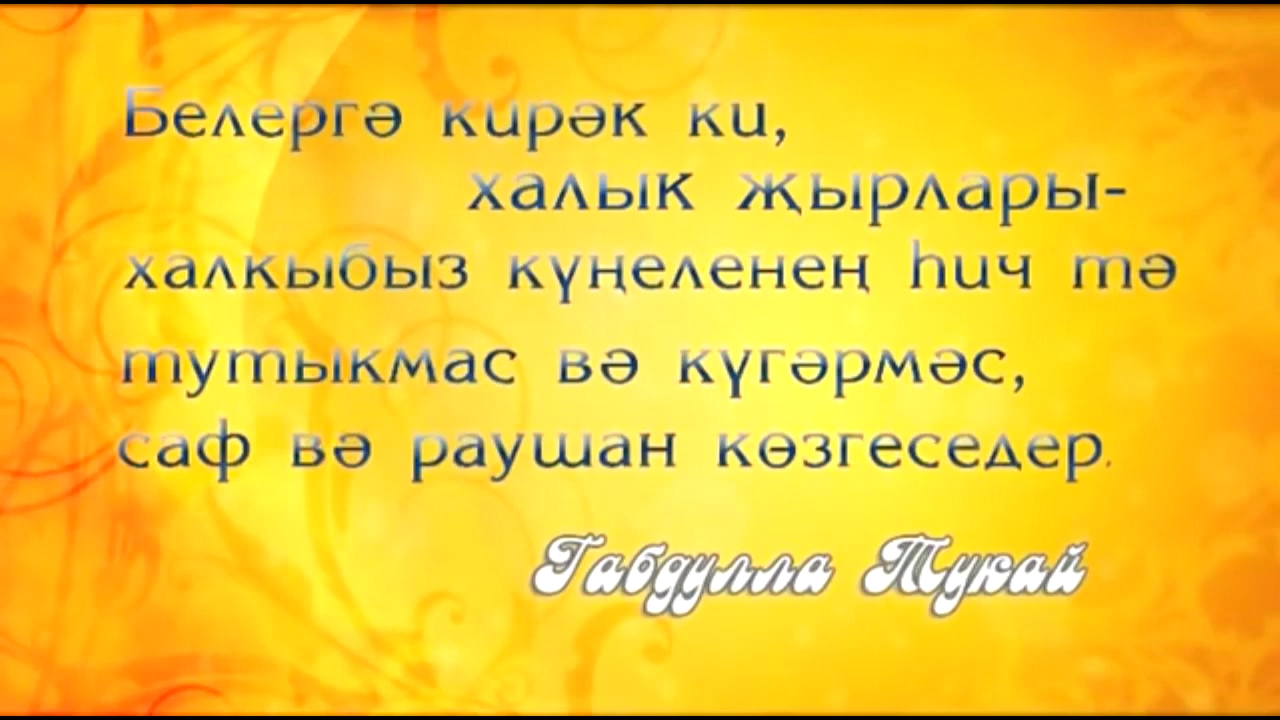 Белергә кирәк ки,
халык җырлары-
халкыбыз күңеленең һич тә
тутыкмас вә күгәрмәс,
саф вә раушан көзгеседер.
Габдулла Тукай